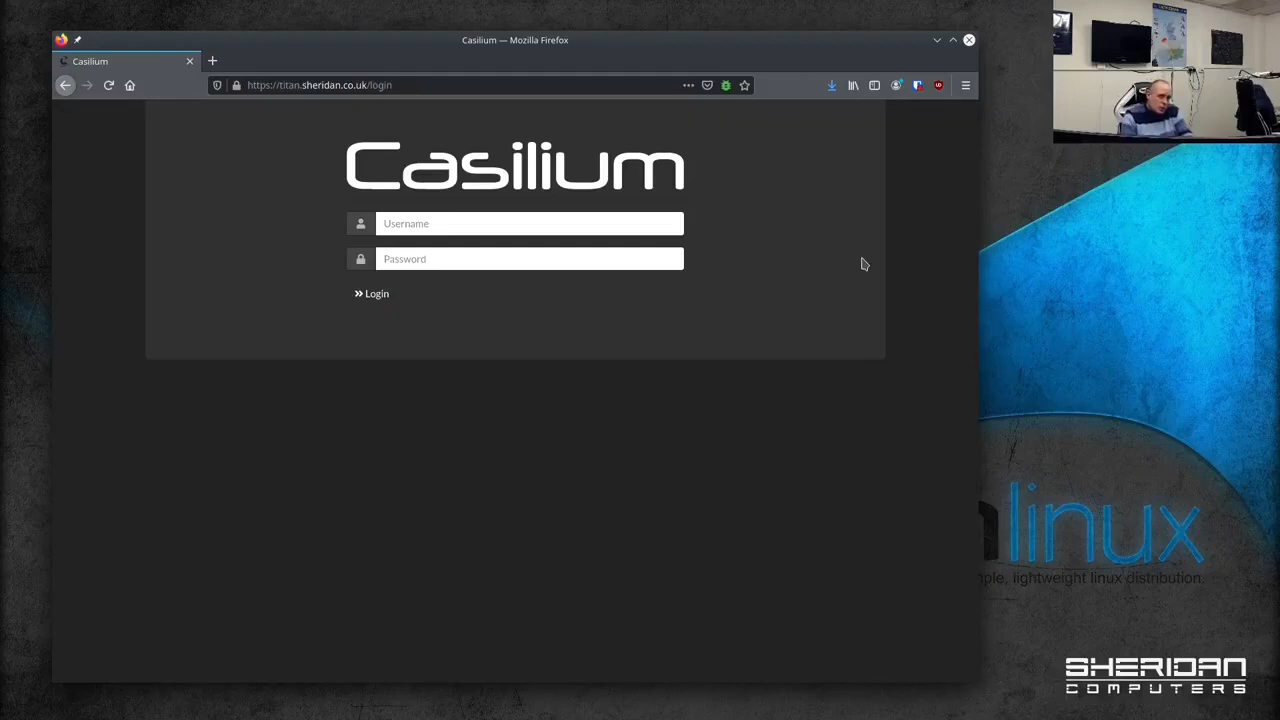 Casilium — Mozilla Firefox
Casilium
https://titan.sheridan.co.uk/login
Casilium
Username
Password
Login
linux
lightweight linux distribution.
SHERIDAN
COMPUTERS